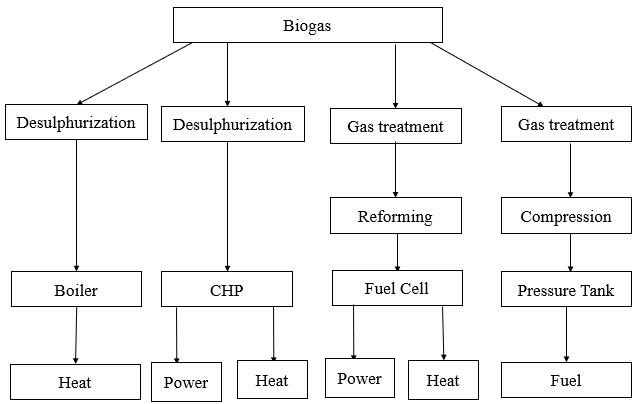 Biogas
Desulphurization
Desulphurization
Gas treatment
Gas treatment
Reforming
Compression
Boiler
CHP
Fuel Cell
Pressure Tank
Heat
Power
Heat
Power
Heat
Fuel